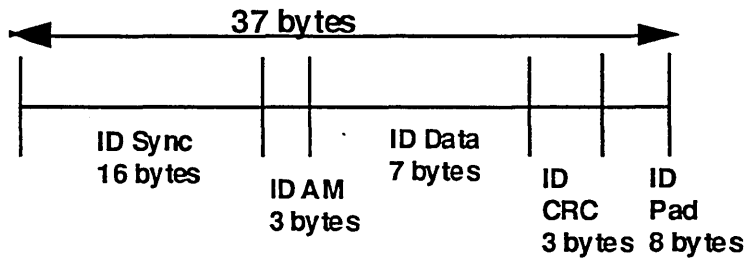 37 bytes
ID Sync
16 bytes
ID AM
3 bytes
ID Data
7 bytes
ID
CRC
3 bytes
ID
Pad
8 bytes